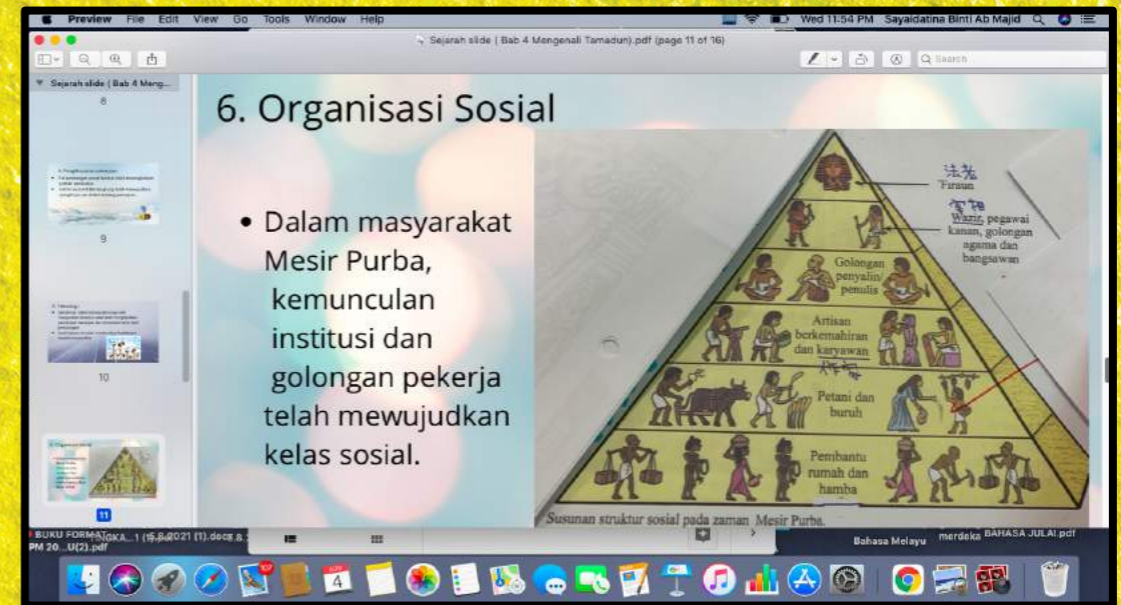 Preview File Edit View Go Tools Window Help
Wed 11:54 PM Sayaidatina Binti Ab Majid
Sejarah slide ( Bab 4 Mengenali Tamadun).pdf (page 11 of 16)
Search
Sejarah slide ( Bab 4 Meng...
8
9
10
11
6. Organisasi Sosial
• Dalam masyarakat
Mesir Purba,
kemunculan
institusi dan
golongan pekerja
telah mewujudkan
kelas sosial.
法老
Firaun
宰相
Wazir, pegawai
kanan, golongan
agama dan
bangsawan
Golongan
penyalin/
penulis
Artisan
berkemahiran
dan karyawan
Petani dan
buruh
Pembantu
rumah dan
hamba
Susunan struktur sosial pada zaman Mesir Purba.
Bahasa Melayu
merdeka BAHASA JULAI.pdf
4